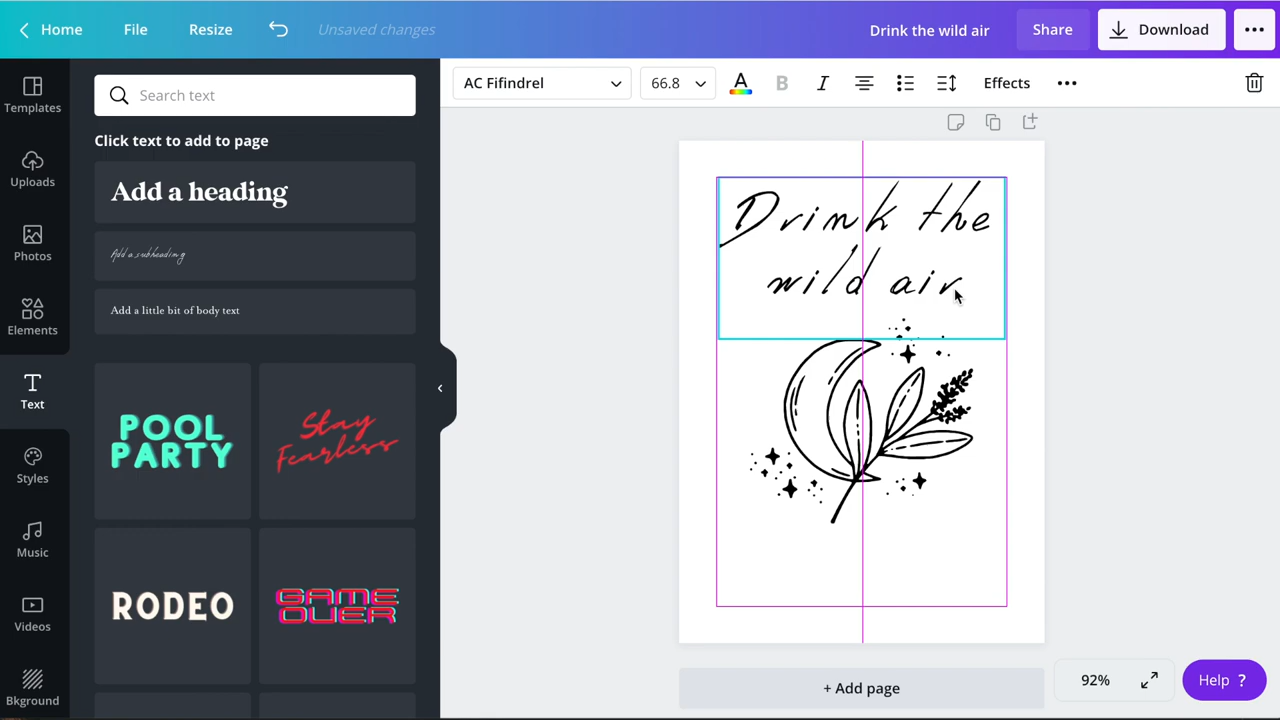 Home File Resize Unsaved changes Drink the wild air Share Download
AC Fifindrel 66.8 A B I Effects
Templates
Uploads
Photos
Elements
Text
Styles
Music
Videos
Bkground
Search text
Click text to add to page
Add a heading
Add a subheading
Add a little bit of body text
POOL
PARTY
Stay
Fearless
RODEO
GAME
OVER
Drink the
wild air
+ Add page
92%
Help ?